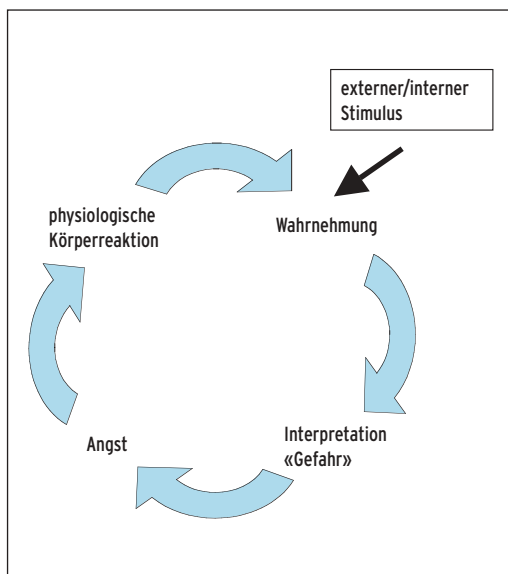 externer/interner
Stimulus
physiologische
Körperreaktion
Wahrnehmung
Angst
Interpretation
«Gefahr»